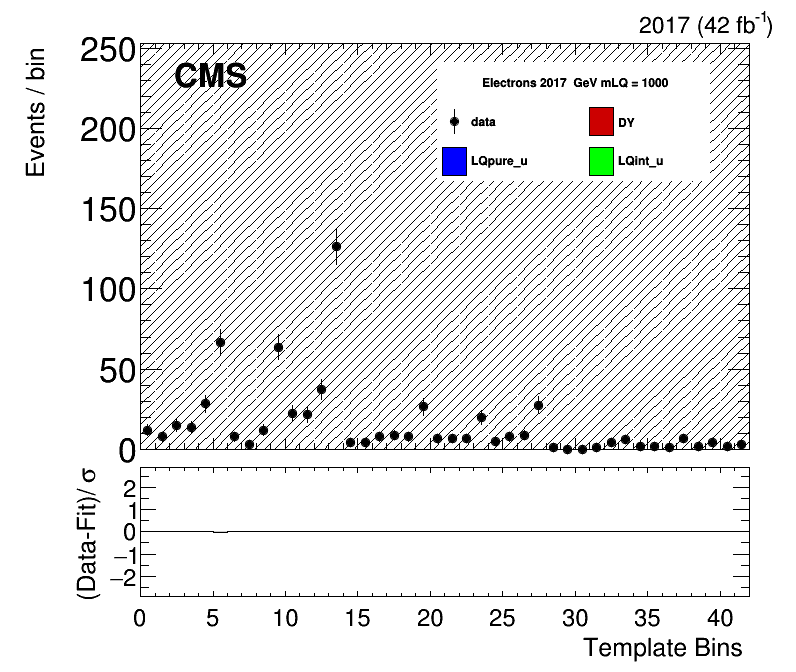 2017 (42 fb-1)
250
200
150
100
50
0
Events / bin
CMS
Electrons 2017 GeV mLQ = 1000
data
DY
LQpure_u
LQint_u
2
1
0
−1
−2
(Data-Fit)/ σ
0 5 10 15 20 25 30 35 40
Template Bins